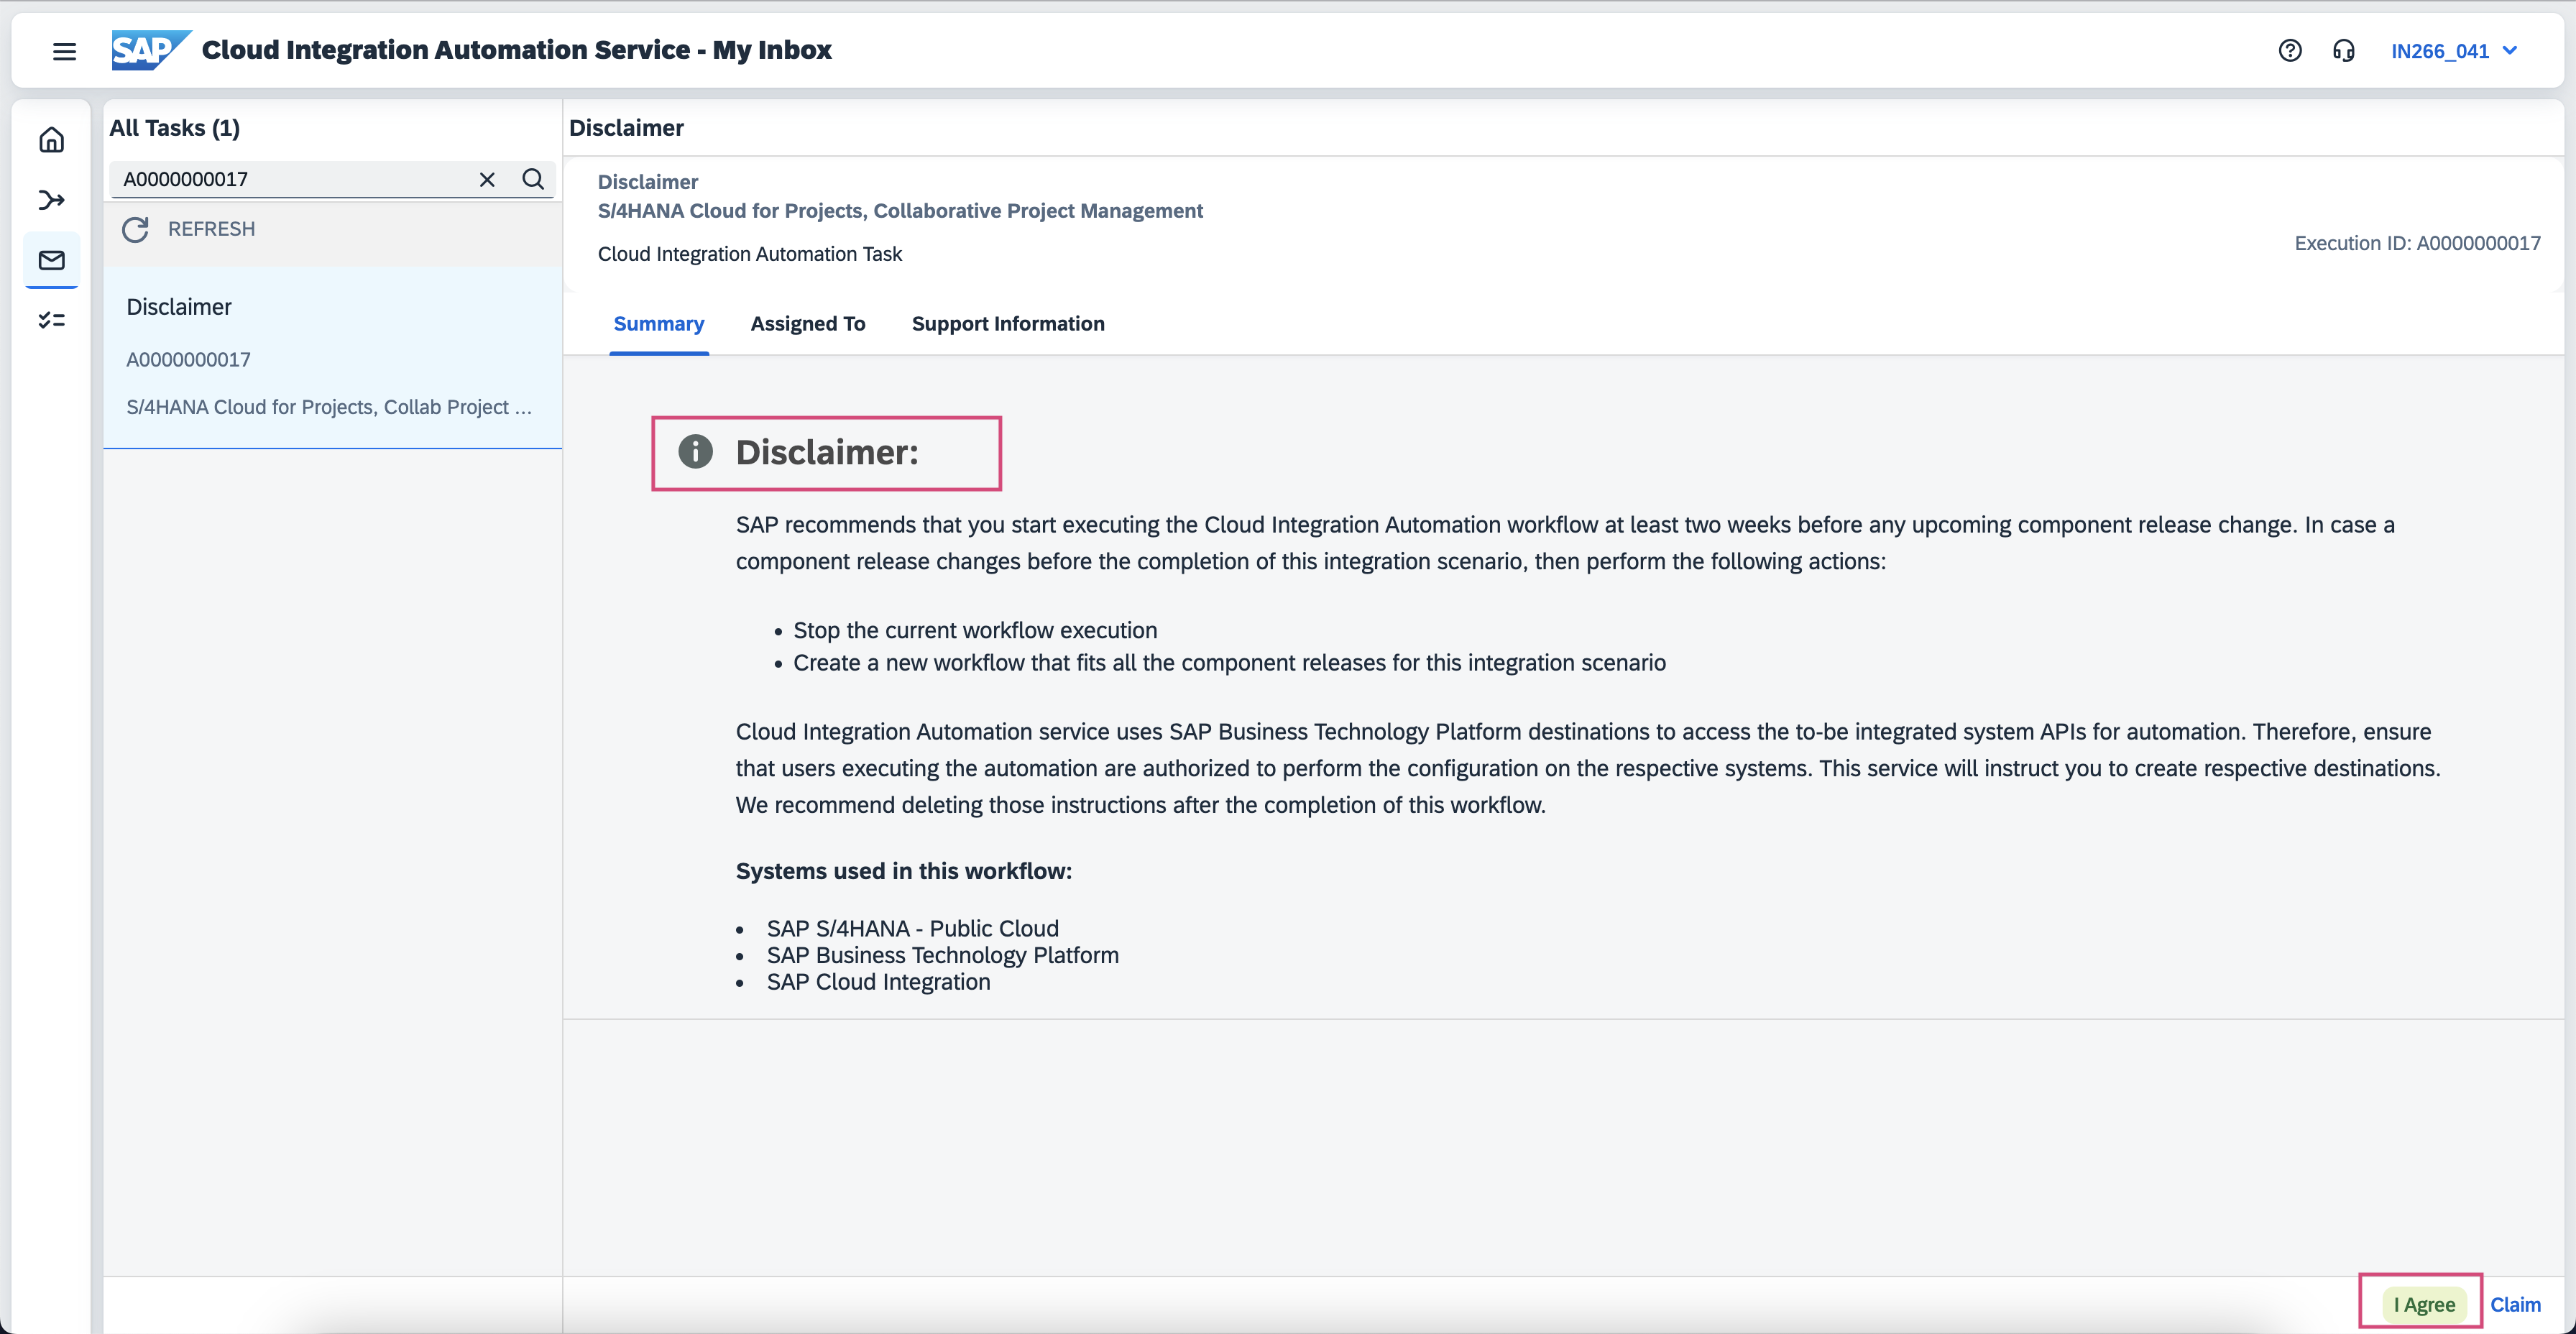 SAP Cloud Integration Automation Service - My Inbox
IN266_041
All Tasks (1)
A0000000017
REFRESH
Disclaimer
A0000000017
S/4HANA Cloud for Projects, Collab Project ...
Disclaimer
Disclaimer
S/4HANA Cloud for Projects, Collaborative Project Management
Cloud Integration Automation Task
Execution ID: A0000000017
Summary Assigned To Support Information
Disclaimer:
SAP recommends that you start executing the Cloud Integration Automation workflow at least two weeks before any upcoming component release change. In case a
component release changes before the completion of this integration scenario, then perform the following actions:
• Stop the current workflow execution
• Create a new workflow that fits all the component releases for this integration scenario
Cloud Integration Automation service uses SAP Business Technology Platform destinations to access the to-be integrated system APIs for automation. Therefore, ensure
that users executing the automation are authorized to perform the configuration on the respective systems. This service will instruct you to create respective destinations.
We recommend deleting those instructions after the completion of this workflow.
Systems used in this workflow:
• SAP S/4HANA - Public Cloud
• SAP Business Technology Platform
• SAP Cloud Integration
I Agree Claim